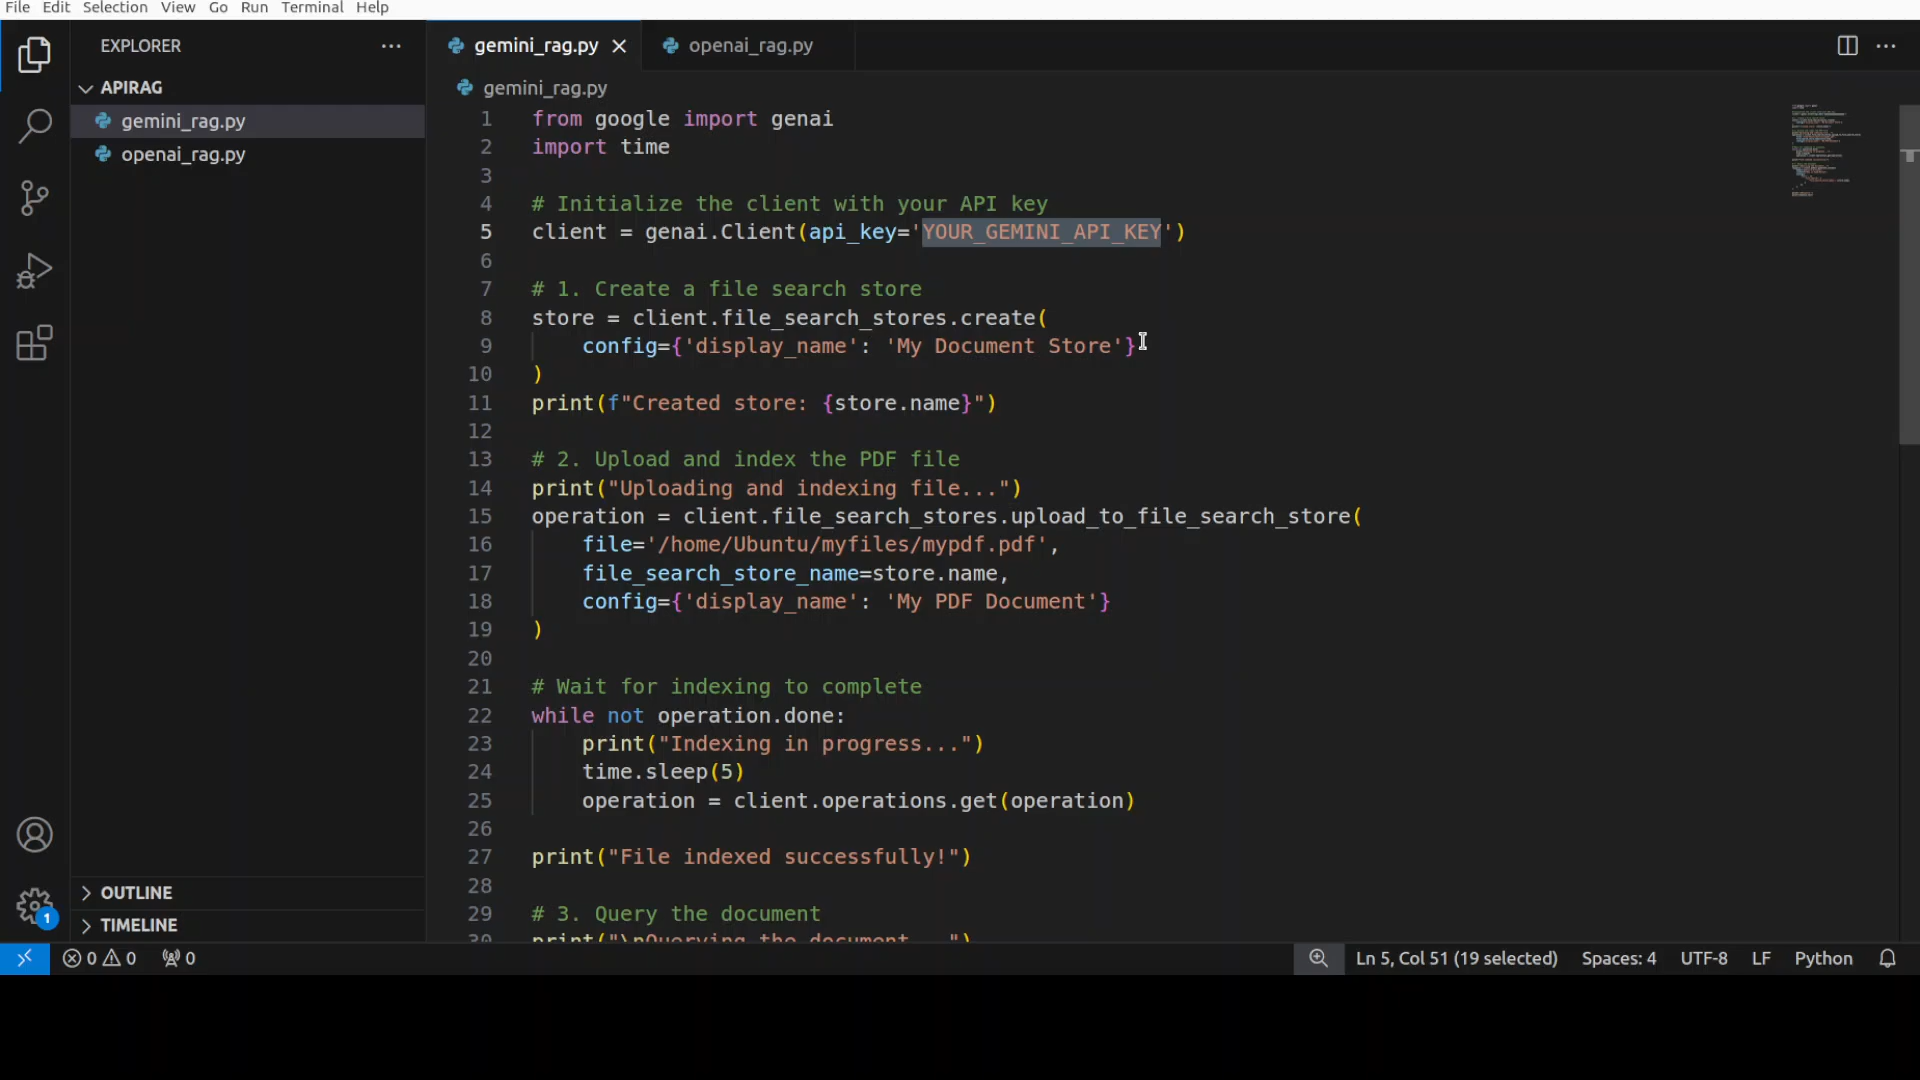 File Edit Selection View Go Run Terminal Help
EXPLORER
gemini_rag.py
openai_rag.py
APIRAG
gemini_rag.py
openai_rag.py
gemini_rag.py
1 from google import genai
2 import time
3
4 # Initialize the client with your API key
5 client = genai.Client(api_key='YOUR_GEMINI_API_KEY')
6
7 # 1. Create a file search store
8 store = client.file_search_stores.create(
9     config={'display_name': 'My Document Store'}
10 )
11 print(f"Created store: {store.name}")
12
13 # 2. Upload and index the PDF file
14 print("Uploading and indexing file...")
15 operation = client.file_search_stores.upload_to_file_search_store(
16     file='/home/Ubuntu/myfiles/mypdf.pdf',
17     file_search_store_name=store.name,
18     config={'display_name': 'My PDF Document'}
19 )
20
21 # Wait for indexing to complete
22 while not operation.done:
23     print("Indexing in progress...")
24     time.sleep(5)
25     operation = client.operations.get(operation)
26
27 print("File indexed successfully!")
28
29 # 3. Query the document
30 print("\nQuerying the document...")
OUTLINE
TIMELINE
1
0 0 0
Ln 5, Col 51 (19 selected) Spaces: 4 UTF-8 LF Python